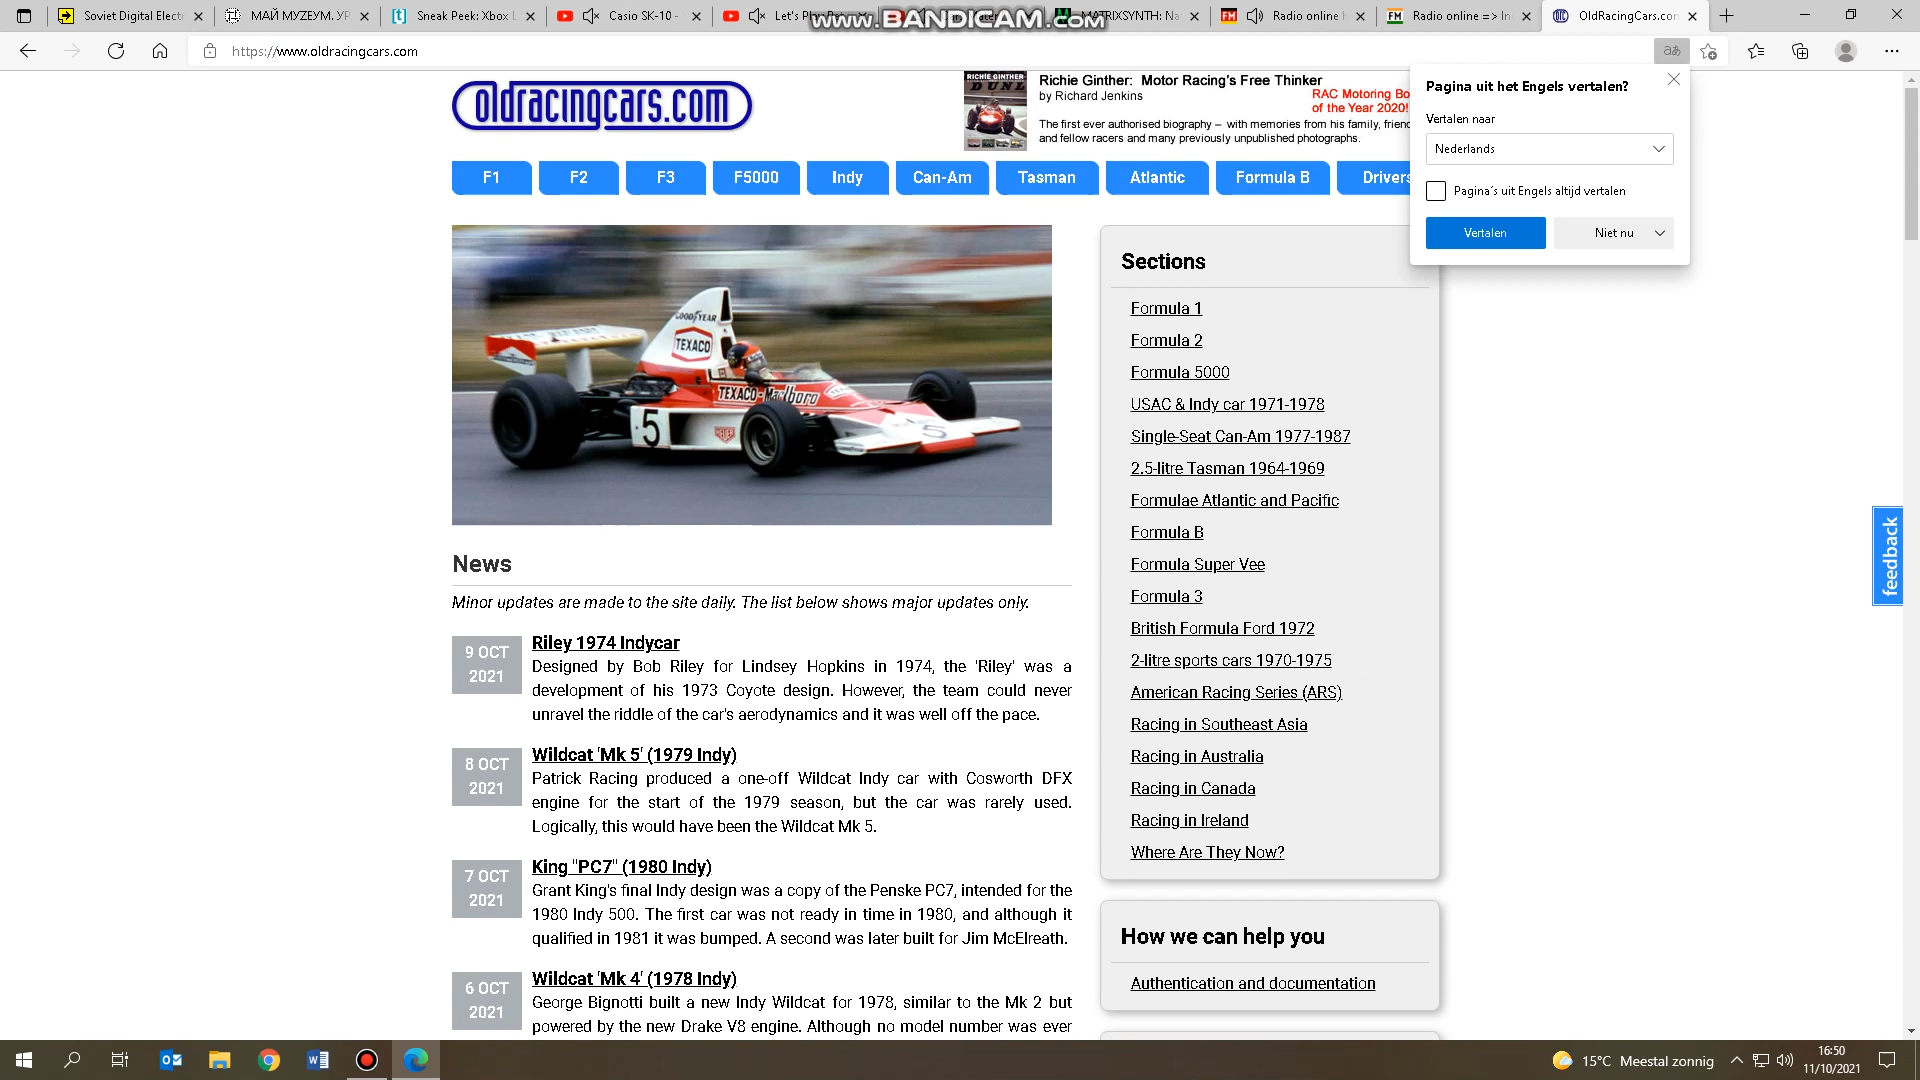 Soviet Digital Electr
МАЙ МУZЕУМ. УР
Sneak Peek: Xbox L
Casio SK-10 -
Let's Play
www.BANDICAM.com
MATRIXSYNTH: Na
Radio online
Radio online => In
OldRacingCars.com
https://www.oldracingcars.com
oldracingcars.com
RICHIE GINTHER
Richie Ginther: Motor Racing's Free Thinker
by Richard Jenkins
RAC Motoring Bo
of the Year 2020!
The first ever authorised biography – with memories from his family, friend
and fellow racers and many previously unpublished photographs.
Pagina uit het Engels vertalen?
Vertalen naar
Nederlands
Pagina's uit Engels altijd vertalen
Vertalen
Niet nu
F1
F2
F3
F5000
Indy
Can-Am
Tasman
Atlantic
Formula B
Drivers
GOODYEAR
TEXACO
TEXACO-Marlboro
5
HEUER
5
Sections
Formula 1
Formula 2
Formula 5000
USAC & Indy car 1971-1978
Single-Seat Can-Am 1977-1987
2.5-litre Tasman 1964-1969
Formulae Atlantic and Pacific
Formula B
Formula Super Vee
Formula 3
British Formula Ford 1972
2-litre sports cars 1970-1975
American Racing Series (ARS)
Racing in Southeast Asia
Racing in Australia
Racing in Canada
Racing in Ireland
Where Are They Now?
How we can help you
Authentication and documentation
feedback
News
Minor updates are made to the site daily. The list below shows major updates only.
9 OCT
2021
Riley 1974 Indycar
Designed by Bob Riley for Lindsey Hopkins in 1974, the 'Riley' was a
development of his 1973 Coyote design. However, the team could never
unravel the riddle of the car's aerodynamics and it was well off the pace.
8 OCT
2021
Wildcat 'Mk 5' (1979 Indy)
Patrick Racing produced a one-off Wildcat Indy car with Cosworth DFX
engine for the start of the 1979 season, but the car was rarely used.
Logically, this would have been the Wildcat Mk 5.
7 OCT
2021
King "PC7" (1980 Indy)
Grant King's final Indy design was a copy of the Penske PC7, intended for the
1980 Indy 500. The first car was not ready in time in 1980, and although it
qualified in 1981 it was bumped. A second was later built for Jim McElreath.
6 OCT
2021
Wildcat 'Mk 4' (1978 Indy)
George Bignotti built a new Indy Wildcat for 1978, similar to the Mk 2 but
powered by the new Drake V8 engine. Although no model number was ever
15°C Meestal zonnig
16:50
11/10/2021